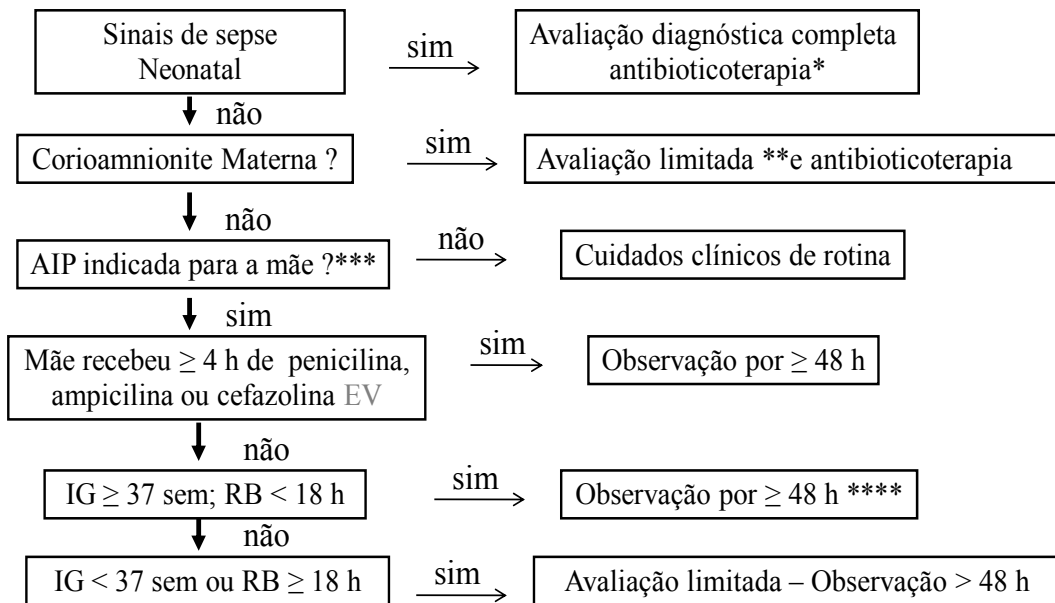 Sinais de sepse
Neonatal
sim
Avaliação diagnóstica completa
antibioticoterapia*
não
Corioamnionite Materna ?
sim
Avaliação limitada **e antibioticoterapia
não
AIP indicada para a mãe ?***
não
Cuidados clínicos de rotina
sim
Mãe recebeu ≥ 4 h de penicilina,
ampicilina ou cefazolina EV
sim
Observação por ≥ 48 h
não
IG ≥ 37 sem; RB < 18 h
sim
Observação por ≥ 48 h ****
não
IG < 37 sem ou RB ≥ 18 h
sim
Avaliação limitada – Observação > 48 h